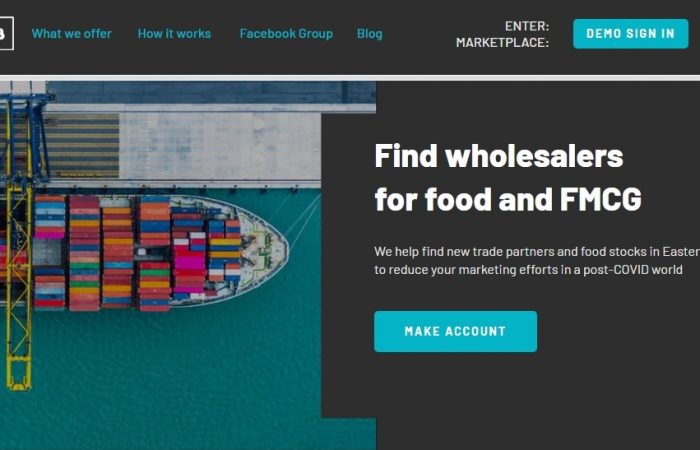 What we offer How it works Facebook Group Blog
ENTER:
MARKETPLACE:
DEMO SIGN IN
Find wholesalers
for food and FMCG
We help find new trade partners and food stocks in
to reduce your marketing efforts in a post-COVID world
MAKE ACCOUNT